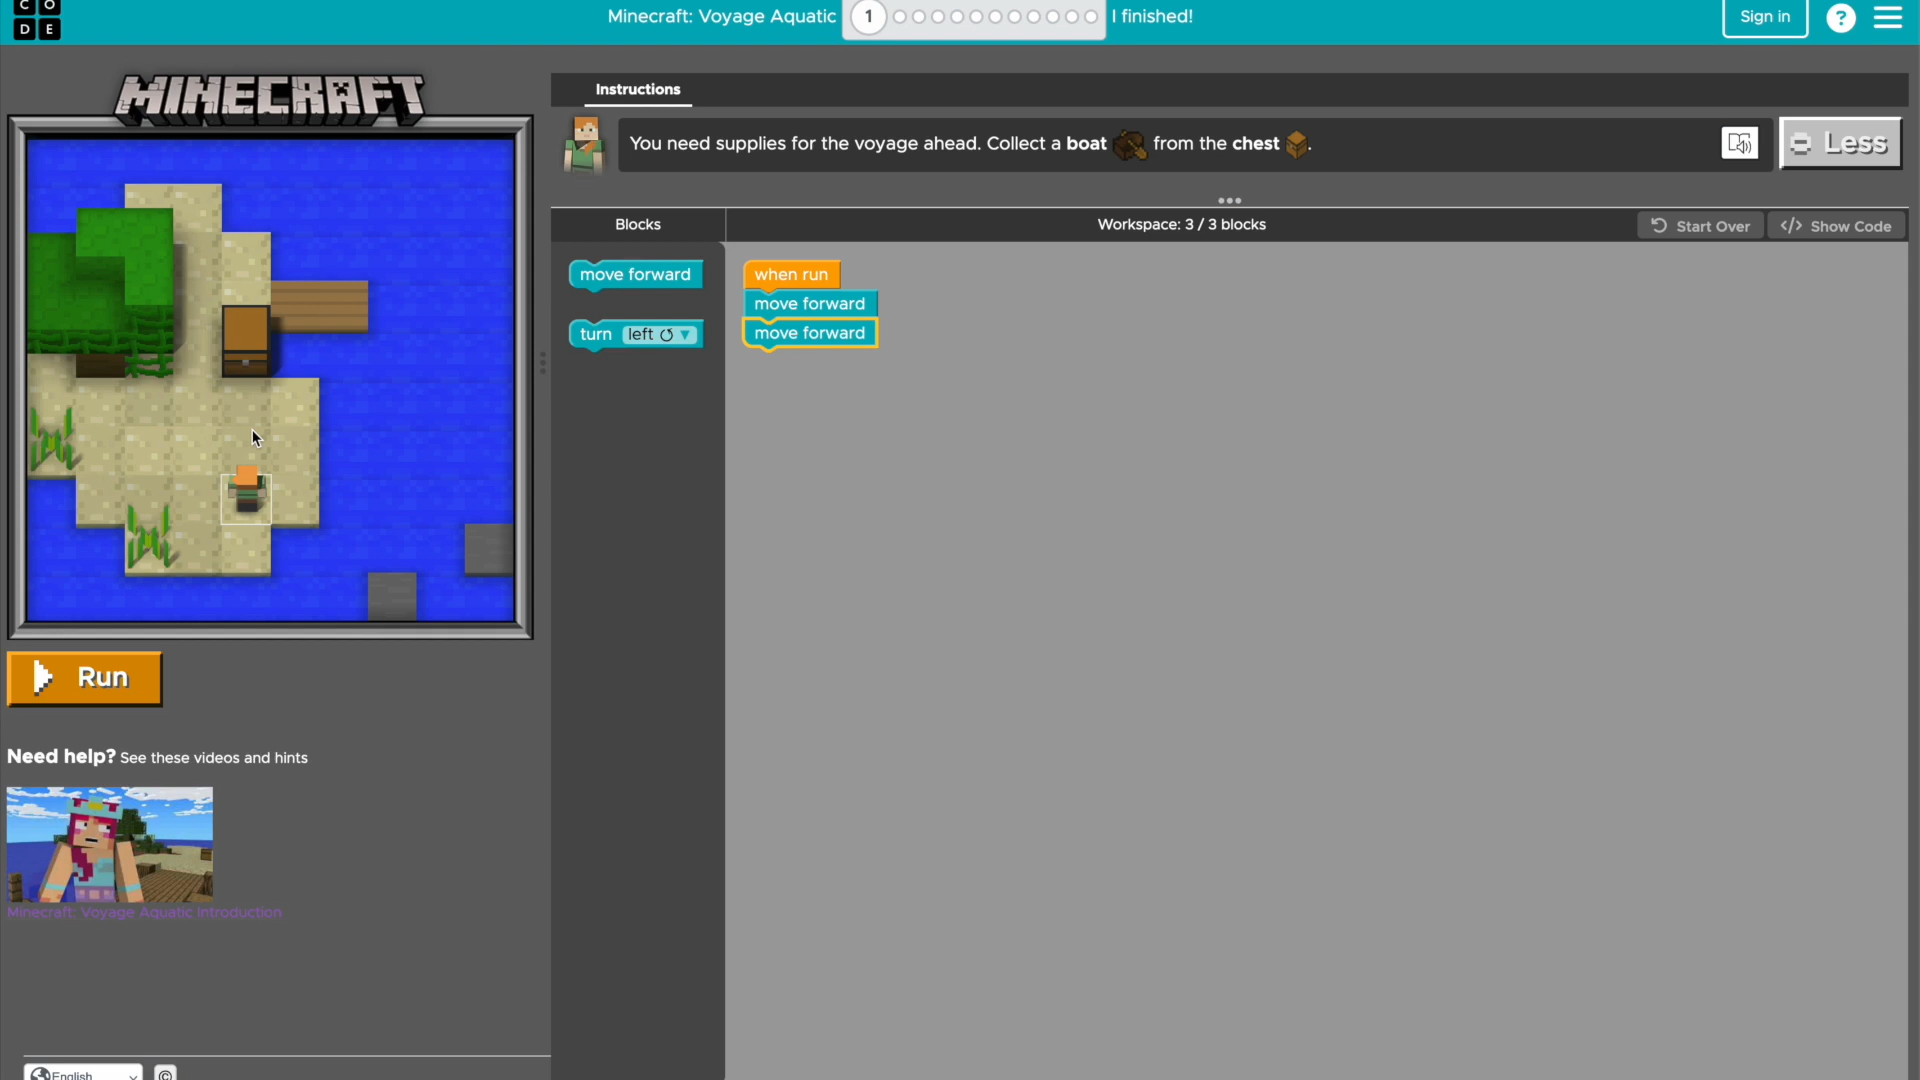 CO
DE
Minecraft: Voyage Aquatic
1
I finished!
Sign in
?
MINECRAFT
Instructions
You need supplies for the voyage ahead. Collect a boat from the chest .
Less
Blocks
Workspace: 3 / 3 blocks
Start Over
</> Show Code
move forward
turn left
when run
move forward
move forward
Run
Need help? See these videos and hints
Minecraft: Voyage Aquatic Introduction
English
©